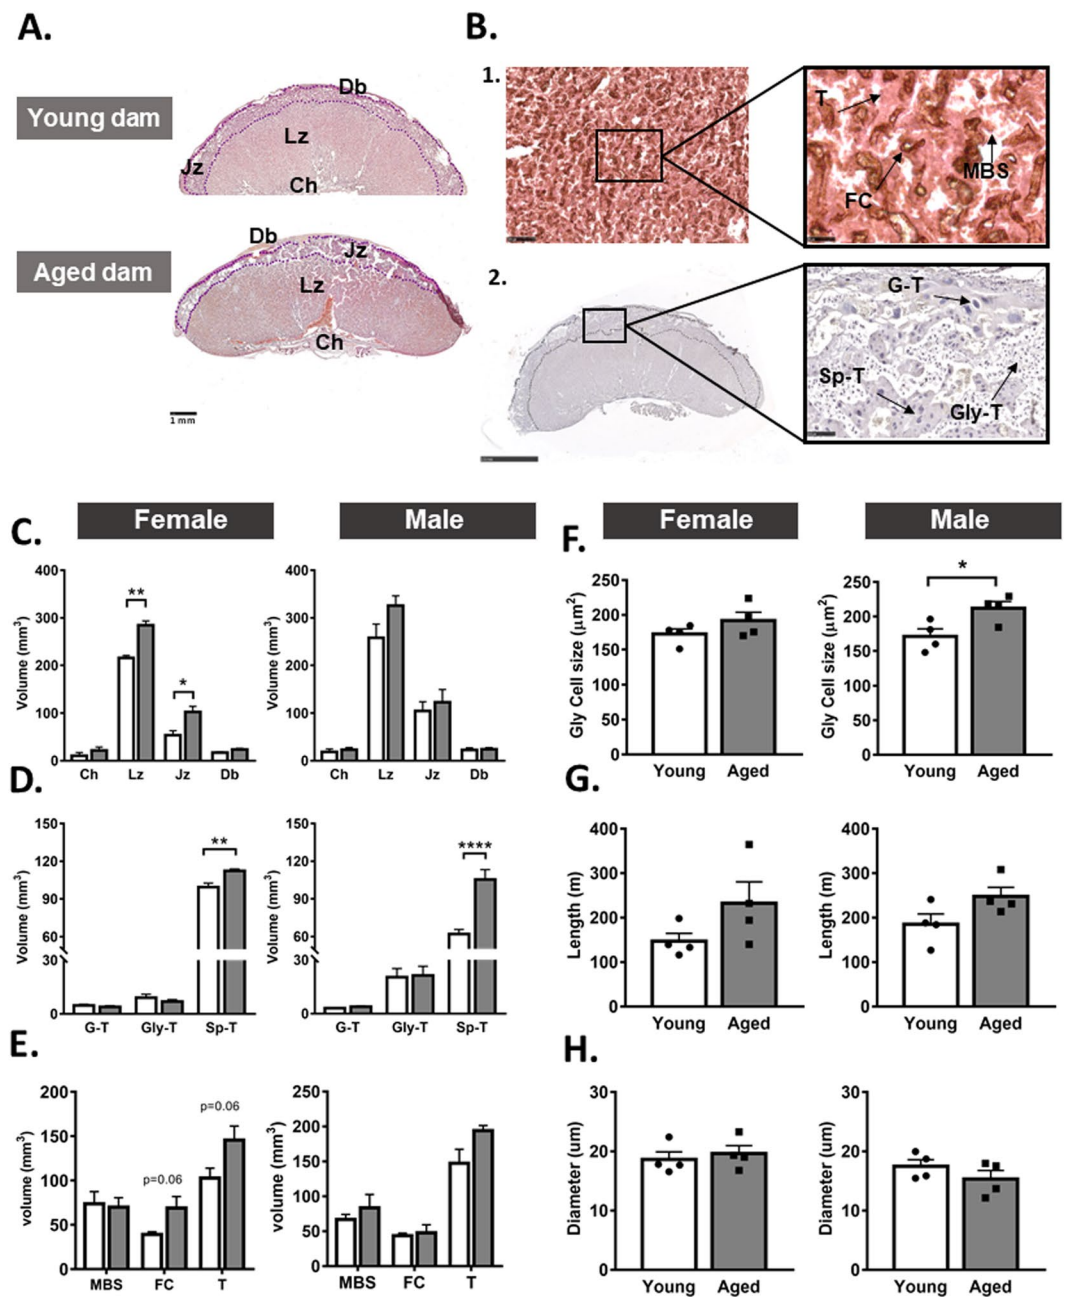 A.
Young dam
Db
Lz
Jz
Ch
Aged dam
Db
Jz
Lz
Ch
1 mm
B.
1.
T
FC
MBS
2.
G-T
Sp-T
Gly-T
Female
Male
C.
Volume (mm³)
400
300
200
100
0
**
*
Ch Lz Jz Db
Volume (mm³)
400
300
200
100
0
Ch Lz Jz Db
D.
Volume (mm³)
150
120
90
60
30
0
**
G-T Gly-T Sp-T
Volume (mm³)
150
120
90
60
30
0
****
G-T Gly-T Sp-T
E.
volume (mm³)
200
150
100
50
0
p=0.06
p=0.06
MBS FC T
volume (mm³)
250
200
150
100
50
0
MBS FC T
Female
Male
F.
Gly Cell size (µm²)
250
200
150
100
50
0
Young Aged
Gly Cell size (µm²)
250
200
150
100
50
0
*
Young Aged
G.
Length (m)
400
300
200
100
0
Young Aged
Length (m)
400
300
200
100
0
Young Aged
H.
Diameter (um)
30
20
10
0
Young Aged
Diameter (um)
30
20
10
0
Young Aged